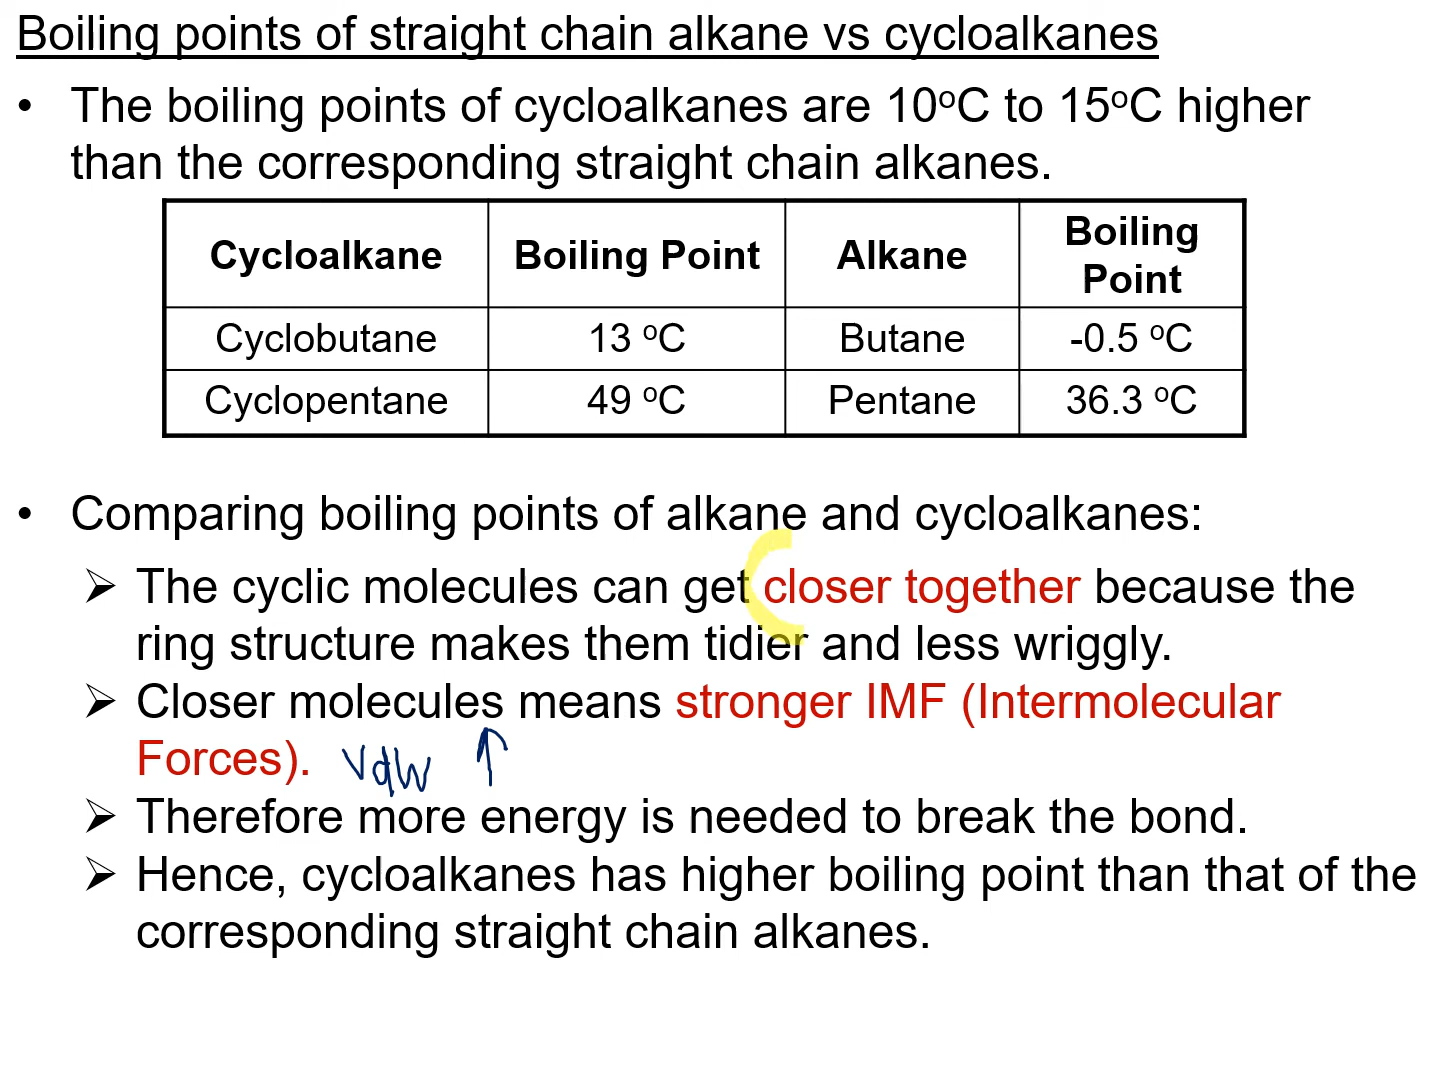 Boiling points of straight chain alkane vs cycloalkanes
• The boiling points of cycloalkanes are 10ºC to 15ºC higher
than the corresponding straight chain alkanes.
Cycloalkane Boiling Point Alkane Boiling Point
Cyclobutane 13 ºC Butane -0.5 ºC
Cyclopentane 49 ºC Pentane 36.3 ºC
• Comparing boiling points of alkane and cycloalkanes:
➢ The cyclic molecules can get closer together because the
ring structure makes them tidier and less wriggly.
➢ Closer molecules means stronger IMF (Intermolecular
Forces). VdW ↑
➢ Therefore more energy is needed to break the bond.
➢ Hence, cycloalkanes has higher boiling point than that of the
corresponding straight chain alkanes.